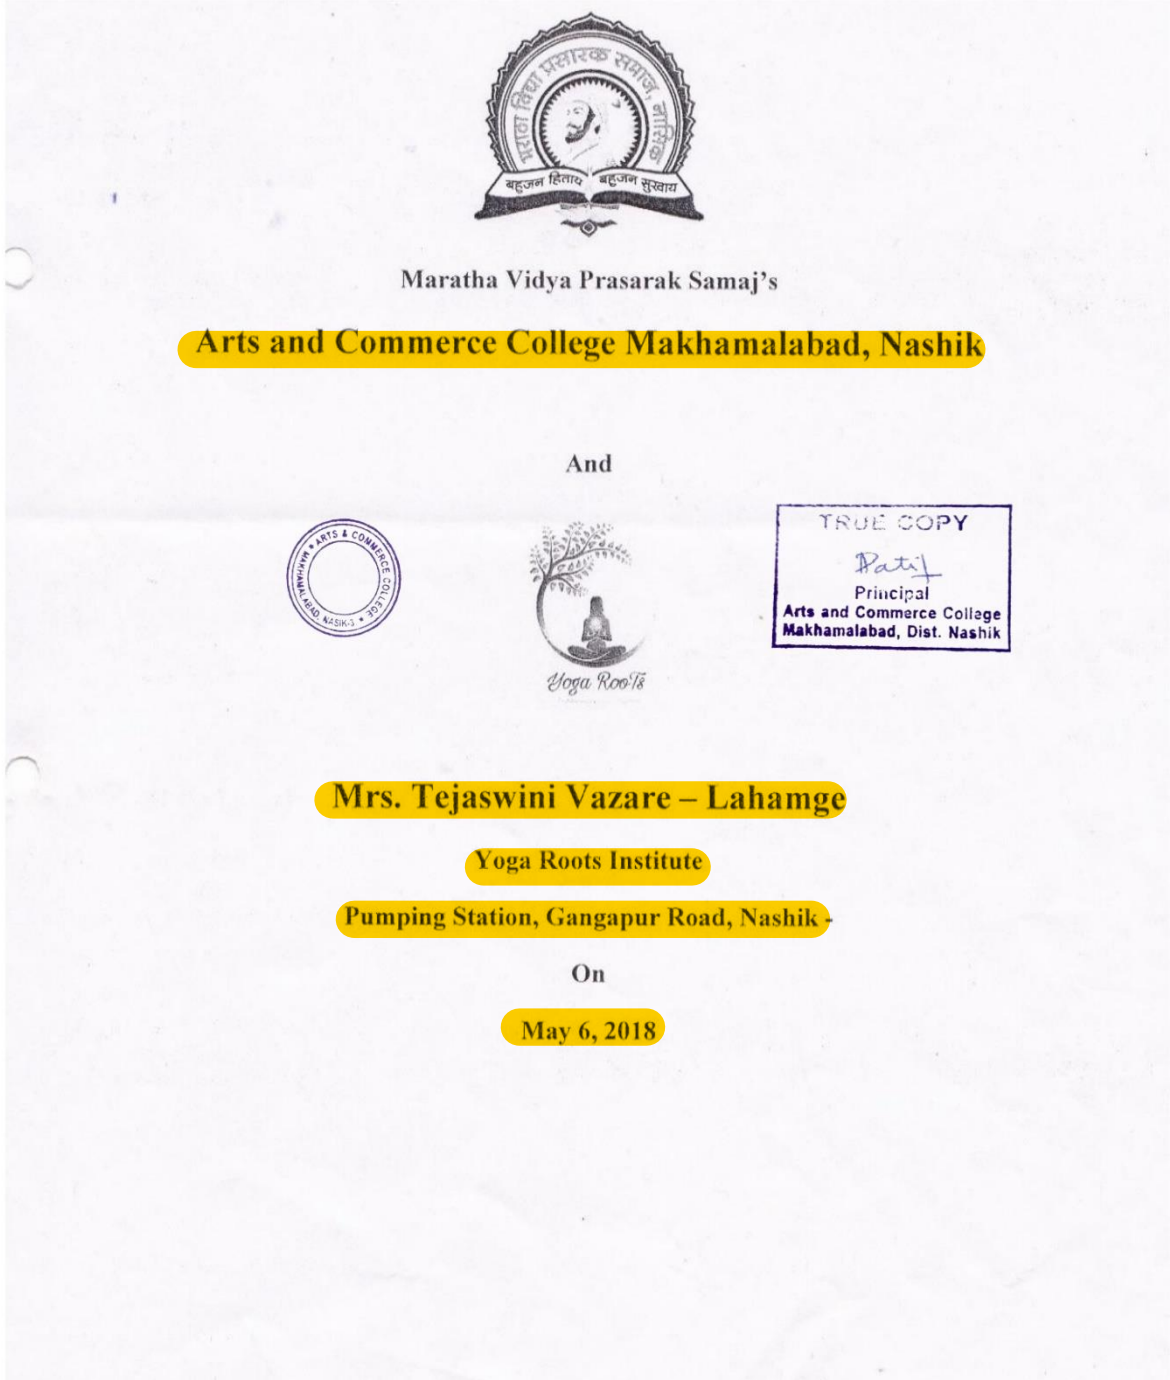 मराठा विद्या प्रसारक समाज, नाशिक
बहुजन हिताय बहुजन सुखाय
Maratha Vidya Prasarak Samaj’s
Arts and Commerce College Makhamalabad, Nashik
And
ARTS & COMMERCE COLLEGE
MAKHAMALABAD, NASIK-3
Yoga RooTs
TRUE COPY
Patil
Principal
Arts and Commerce College
Makhamalabad, Dist. Nashik
Mrs. Tejaswini Vazare – Lahamge
Yoga Roots Institute
Pumping Station, Gangapur Road, Nashik -
On
May 6, 2018